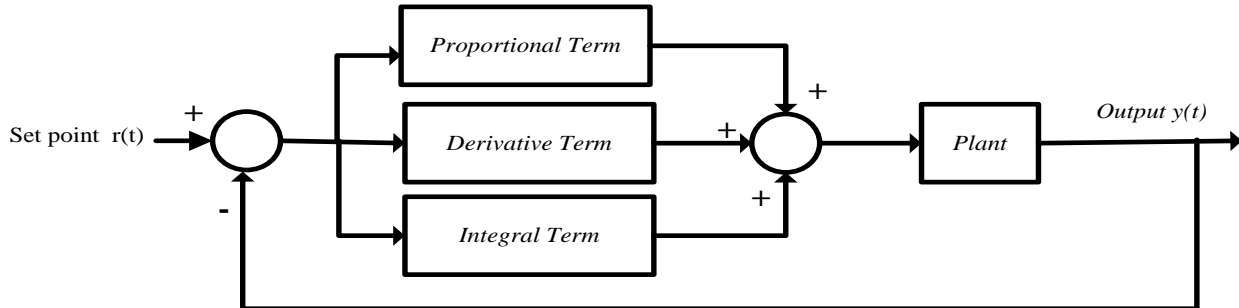 Proportional Term
+
+
Output y(t)
Set point r(t)
+
Derivative Term
Plant
-
+
Integral Term